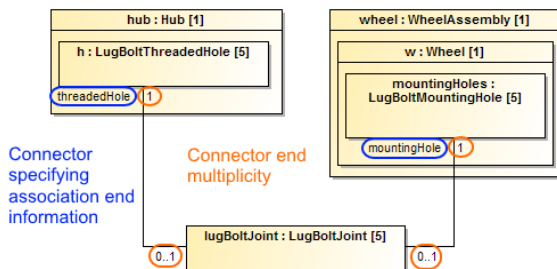 hub : Hub [1]
h : LugBoltThreadedHole [5]
threadedHole
1
wheel : WheelAssembly [1]
w : Wheel [1]
mountingHoles :
LugBoltMountingHole [5]
mountingHole
1
Connector
specifying
association end
information
Connector end
multiplicity
0..1
lugBoltJoint : LugBoltJoint [5]
0..1